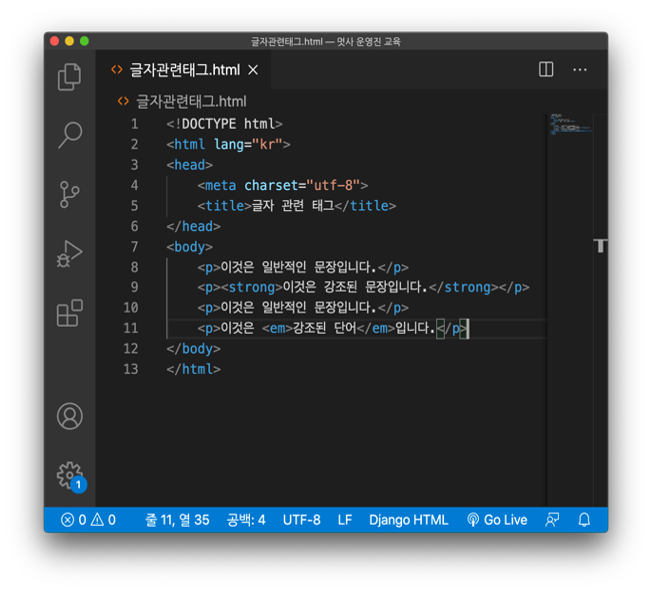 글자관련태그.html — 멋사 운영진 교육
글자관련태그.html
글자관련태그.html
1 <!DOCTYPE html>
2 <html lang="kr">
3 <head>
4 <meta charset="utf-8">
5 <title>글자 관련 태그</title>
6 </head>
7 <body>
8 <p>이것은 일반적인 문장입니다.</p>
9 <p><strong>이것은 강조된 문장입니다.</strong></p>
10 <p>이것은 일반적인 문장입니다.</p>
11 <p>이것은 <em>강조된 단어</em>입니다.</p>
12 </body>
13 </html>
T
1
0 0 줄 11, 열 35 공백: 4 UTF-8 LF Django HTML Go Live